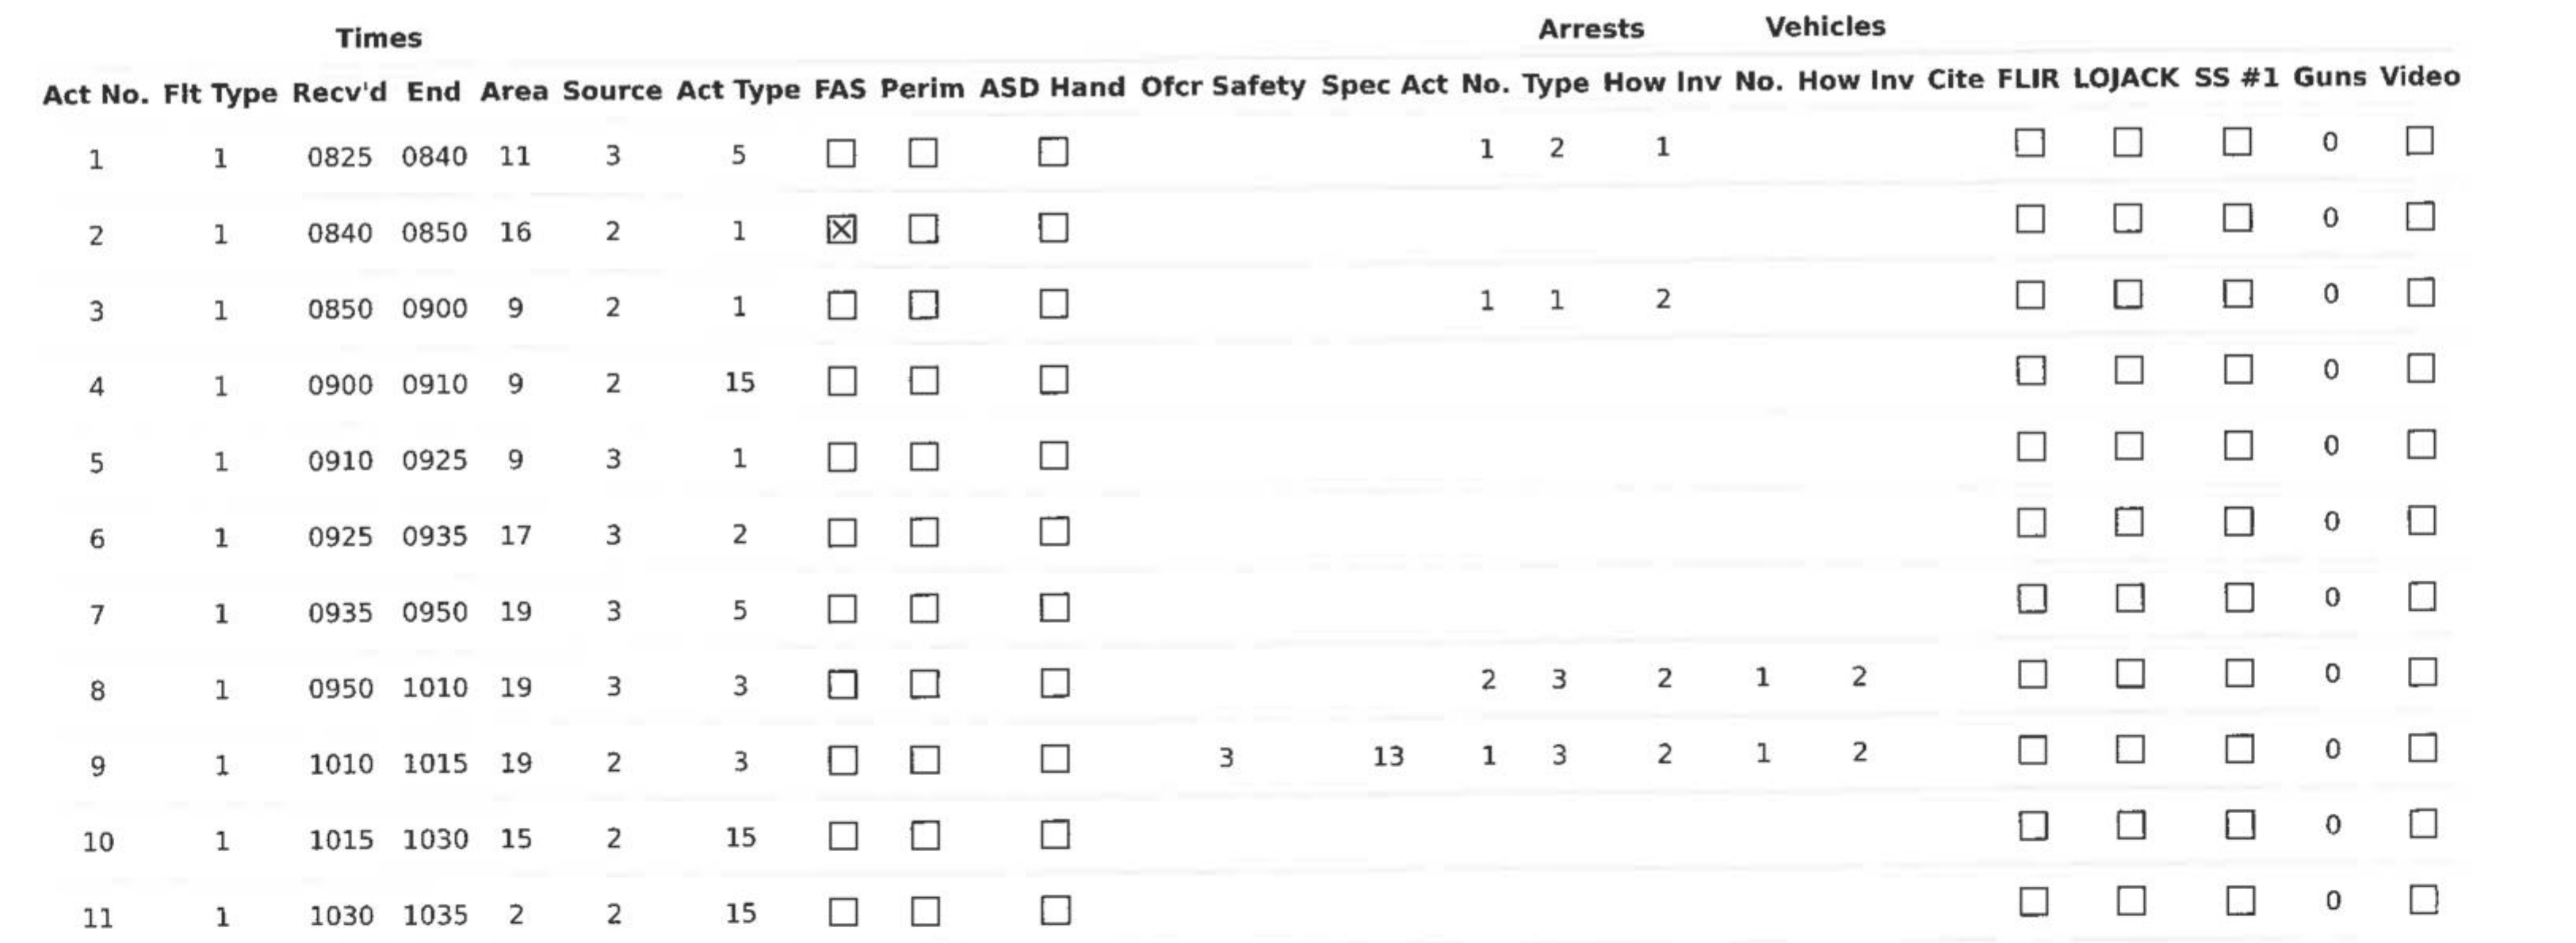 Times Arrests Vehicles
Act No. Flt Type Recv'd End Area Source Act Type FAS Perim ASD Hand Ofcr Safety Spec Act No. Type How Inv No. How Inv Cite FLIR LOJACK SS #1 Guns Video
1 1 0825 0840 11 3 5 ☐ ☐ ☐ 1 2 1 ☐ ☐ ☐ 0 ☐
2 1 0840 0850 16 2 1 ☒ ☐ ☐ ☐ ☐ ☐ 0 ☐
3 1 0850 0900 9 2 1 ☐ ☐ ☐ 1 1 2 ☐ ☐ ☐ 0 ☐
4 1 0900 0910 9 2 15 ☐ ☐ ☐ ☐ ☐ ☐ 0 ☐
5 1 0910 0925 9 3 1 ☐ ☐ ☐ ☐ ☐ ☐ 0 ☐
6 1 0925 0935 17 3 2 ☐ ☐ ☐ ☐ ☐ ☐ 0 ☐
7 1 0935 0950 19 3 5 ☐ ☐ ☐ ☐ ☐ ☐ 0 ☐
8 1 0950 1010 19 3 3 ☐ ☐ ☐ 2 3 2 1 2 ☐ ☐ ☐ 0 ☐
9 1 1010 1015 19 2 3 ☐ ☐ ☐ 3 13 1 3 2 1 2 ☐ ☐ ☐ 0 ☐
10 1 1015 1030 15 2 15 ☐ ☐ ☐ ☐ ☐ ☐ 0 ☐
11 1 1030 1035 2 2 15 ☐ ☐ ☐ ☐ ☐ ☐ 0 ☐